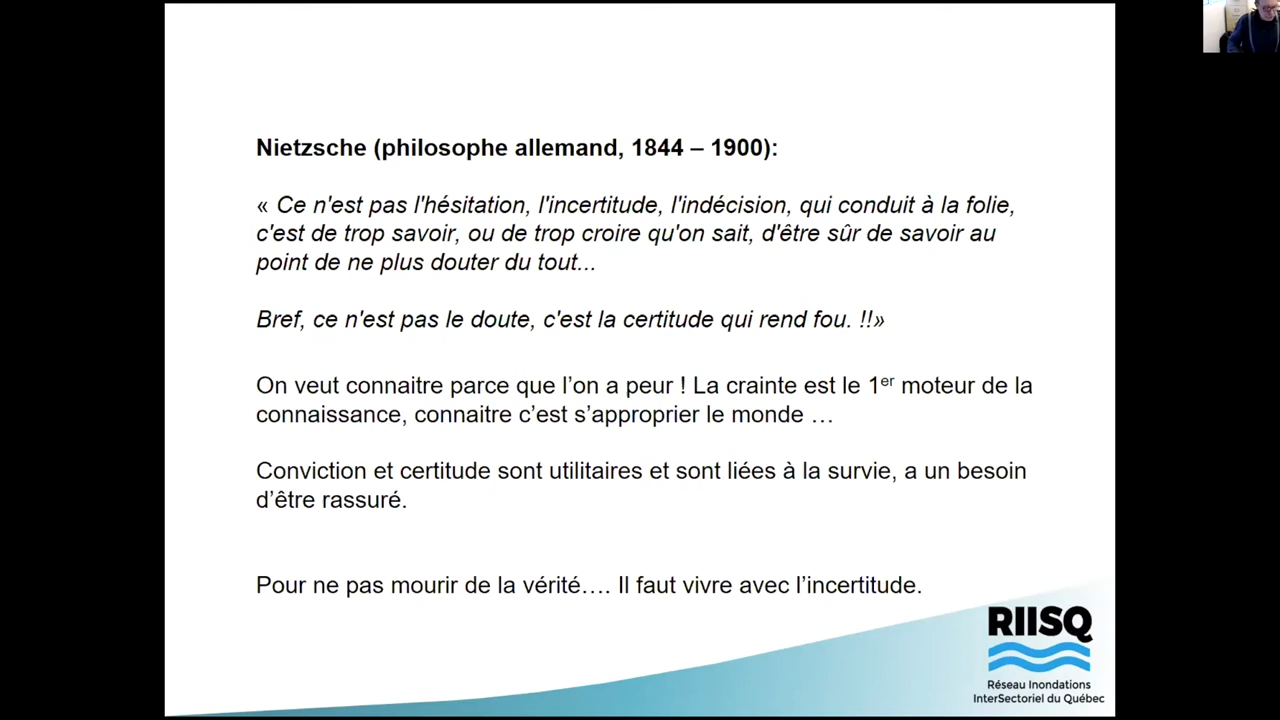 Nietzsche (philosophe allemand, 1844 – 1900):
« Ce n'est pas l'hésitation, l'incertitude, l'indécision, qui conduit à la folie,
c'est de trop savoir, ou de trop croire qu'on sait, d'être sûr de savoir au
point de ne plus douter du tout...
Bref, ce n'est pas le doute, c'est la certitude qui rend fou. !!»
On veut connaitre parce que l’on a peur ! La crainte est le 1er moteur de la
connaissance, connaitre c’est s’approprier le monde …
Conviction et certitude sont utilitaires et sont liées à la survie, a un besoin
d’être rassuré.
Pour ne pas mourir de la vérité…. Il faut vivre avec l’incertitude.
RIISQ
Réseau Inondations
InterSectoriel du Québec